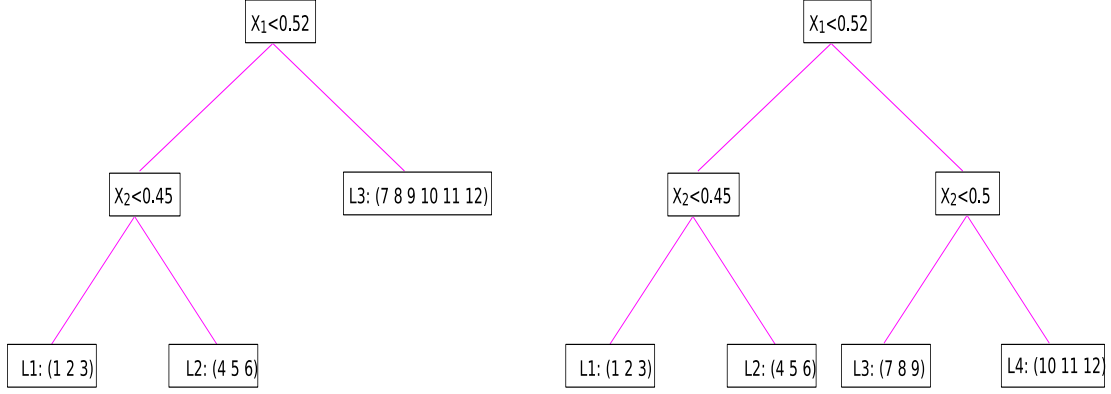 X₁<0.52
X₂<0.45
L3: (7 8 9 10 11 12)
L1: (1 2 3)
L2: (4 5 6)
X₁<0.52
X₂<0.45
X₂<0.5
L1: (1 2 3)
L2: (4 5 6)
L3: (7 8 9)
L4: (10 11 12)